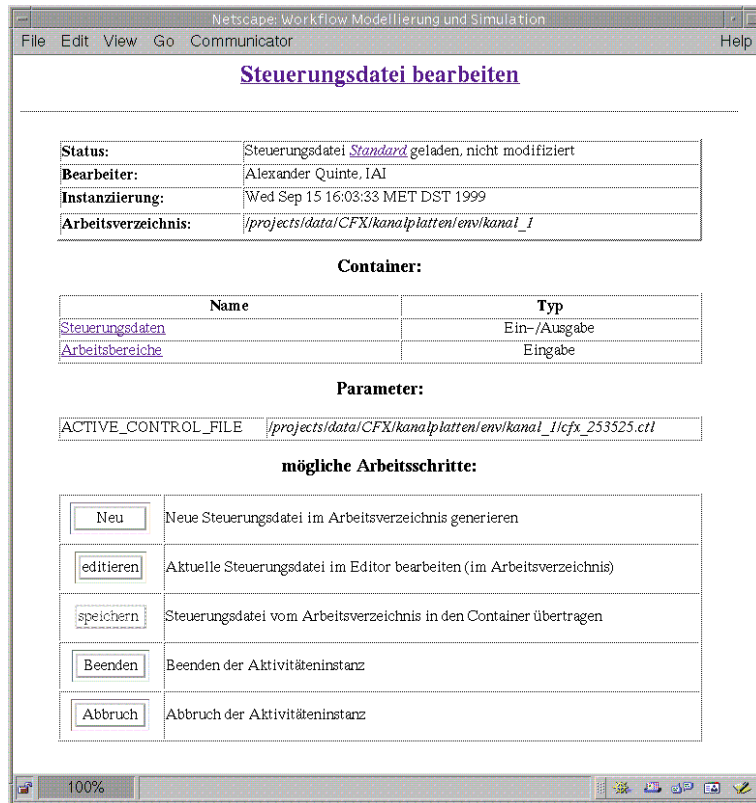 Netscape: Workflow Modellierung und Simulation
File Edit View Go Communicator Help
Steuerungsdatei bearbeiten
Status: Steuerungsdatei Standard geladen, nicht modifiziert
Bearbeiter: Alexander Quinte, IAI
Instanziierung: Wed Sep 15 16:03:33 MET DST 1999
Arbeitsverzeichnis: /projects/data/CFX/kanalplatten/env/kanal_1
Container:
Name Typ
Steuerungsdaten Ein-/Ausgabe
Arbeitsbereiche Eingabe
Parameter:
ACTIVE_CONTROL_FILE /projects/data/CFX/kanalplatten/env/kanal_1/cfx_253525.ctl
mögliche Arbeitsschritte:
Neu Neue Steuerungsdatei im Arbeitsverzeichnis generieren
editieren Aktuelle Steuerungsdatei im Editor bearbeiten (im Arbeitsverzeichnis)
speichern Steuerungsdatei vom Arbeitsverzeichnis in den Container übertragen
Beenden Beenden der Aktivitäteninstanz
Abbruch Abbruch der Aktivitäteninstanz
100%